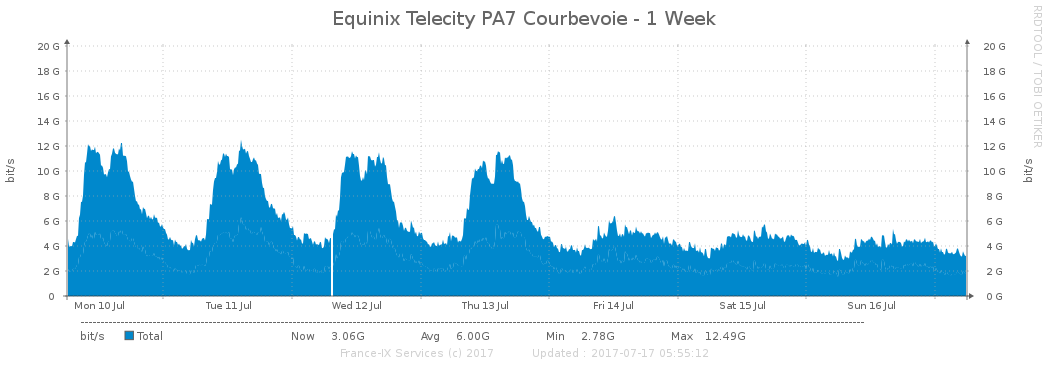 Equinix Telecity PA7 Courbevoie - 1 Week
RRDTOOL / TOBI OETIKER
bit/s
20 G
18 G
16 G
14 G
12 G
10 G
8 G
6 G
4 G
2 G
0
20 G
18 G
16 G
14 G
12 G
10 G
8 G
6 G
4 G
2 G
0 G
bit/s
Mon 10 Jul Tue 11 Jul Wed 12 Jul Thu 13 Jul Fri 14 Jul Sat 15 Jul Sun 16 Jul
bit/s Total Now 3.06G Avg 6.00G Min 2.78G Max 12.49G
France-IX Services (c) 2017 Updated : 2017-07-17 05:55:12